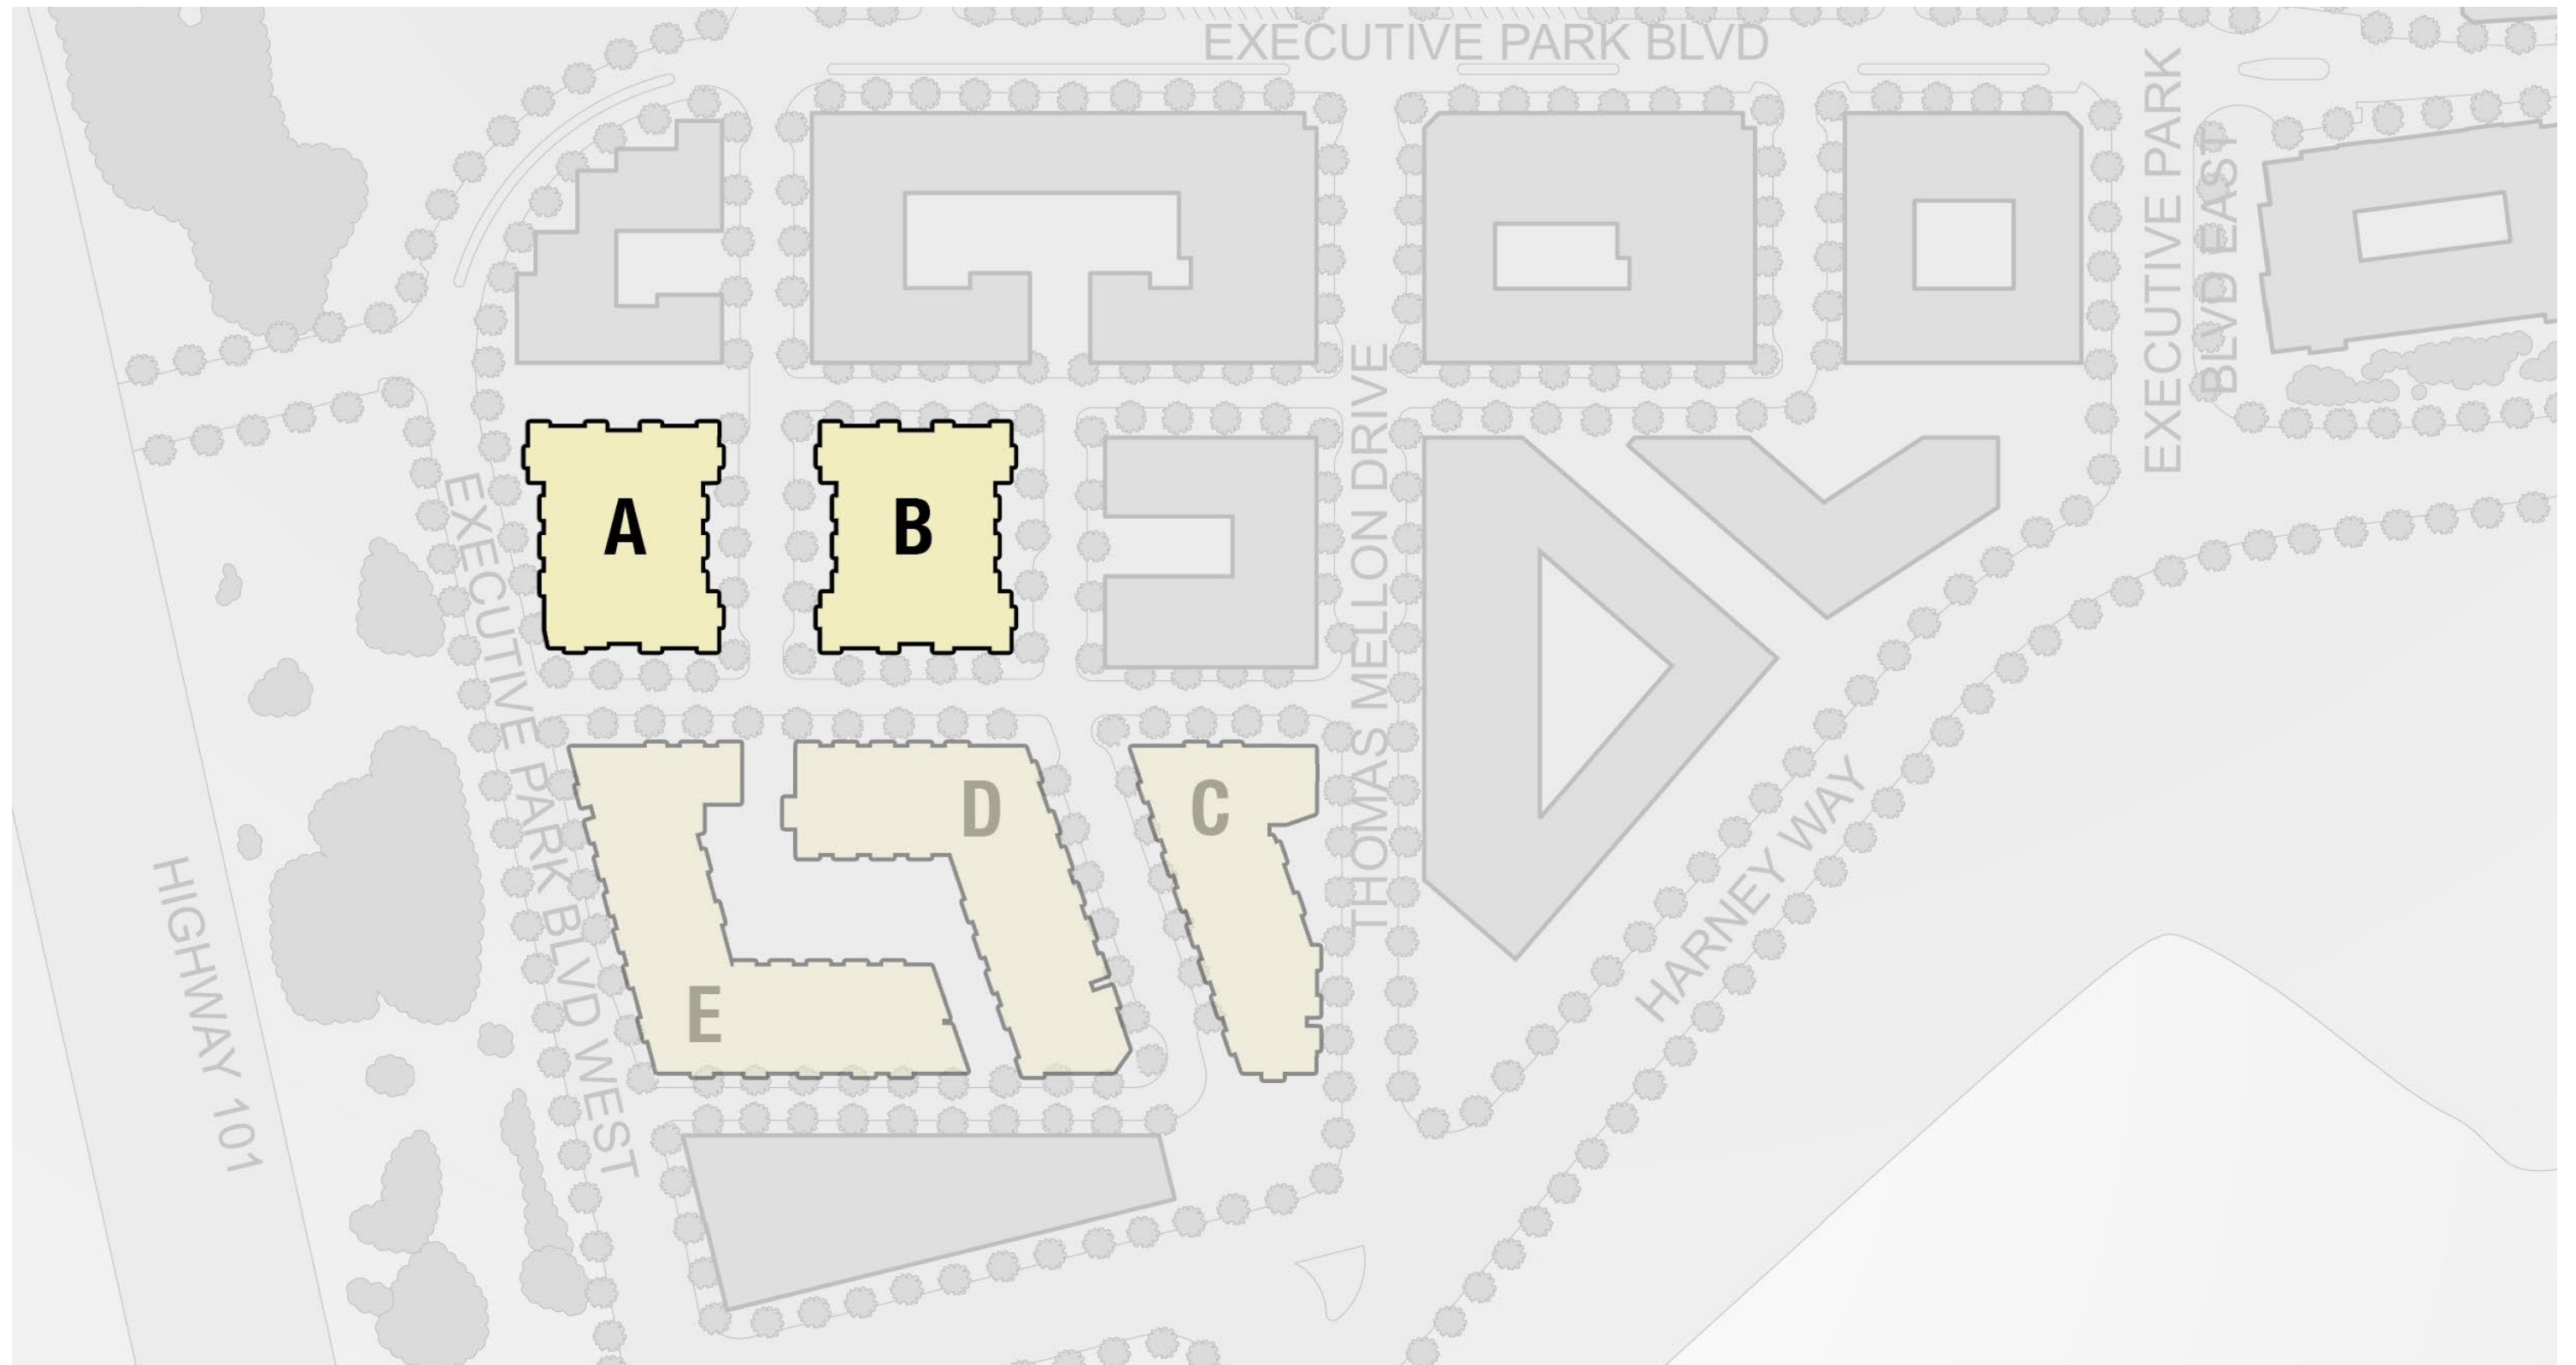 EXECUTIVE PARK BLVD
EXECUTIVE PARK
BLVD EAST
THOMAS MELLON DRIVE
A
B
EXECUTIVE PARK BLVD WEST
D
C
HARNEY WAY
HIGHWAY 101
E